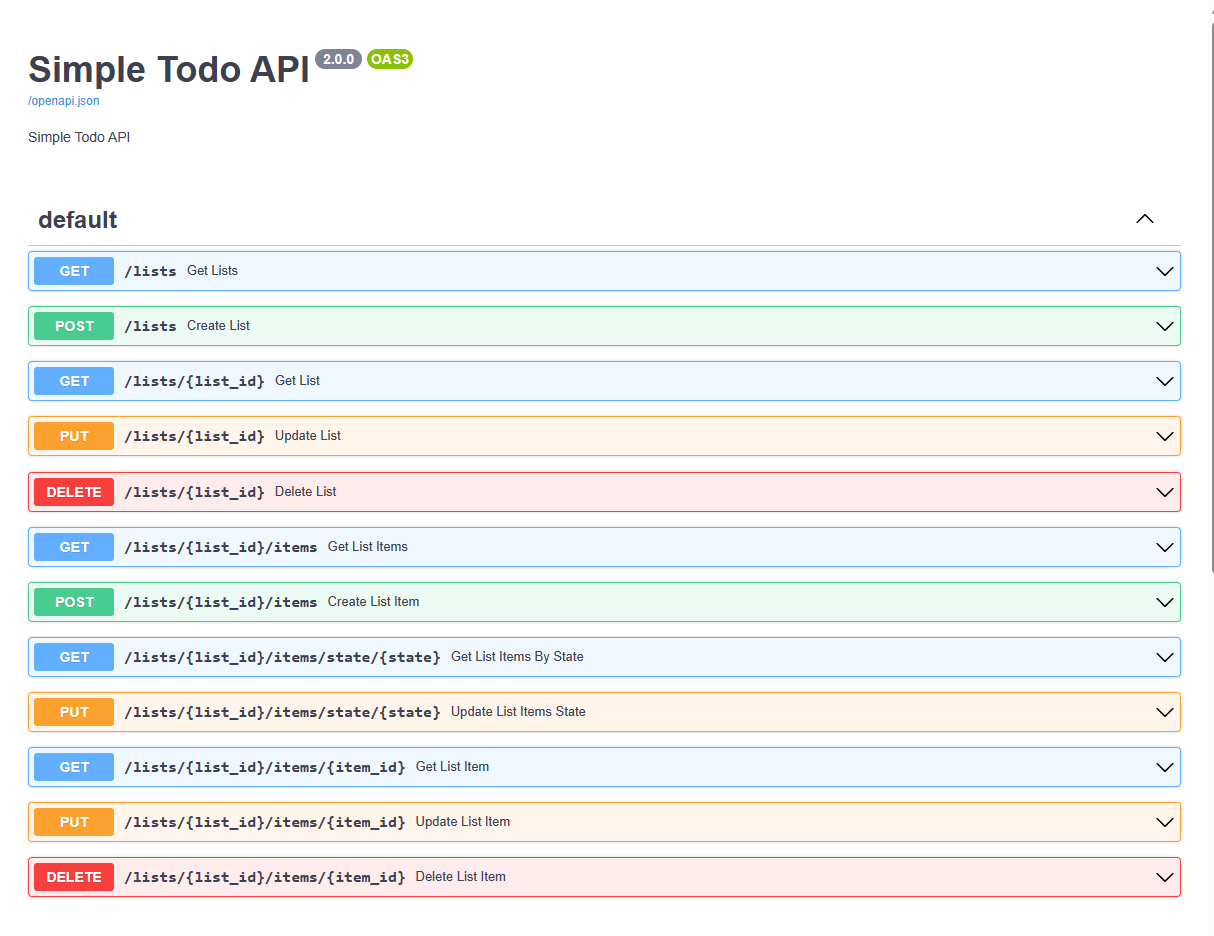 Simple Todo API 2.0.0 OAS3
/openapi.json
Simple Todo API
default
GET /lists Get Lists
POST /lists Create List
GET /lists/{list_id} Get List
PUT /lists/{list_id} Update List
DELETE /lists/{list_id} Delete List
GET /lists/{list_id}/items Get List Items
POST /lists/{list_id}/items Create List Item
GET /lists/{list_id}/items/state/{state} Get List Items By State
PUT /lists/{list_id}/items/state/{state} Update List Items State
GET /lists/{list_id}/items/{item_id} Get List Item
PUT /lists/{list_id}/items/{item_id} Update List Item
DELETE /lists/{list_id}/items/{item_id} Delete List Item